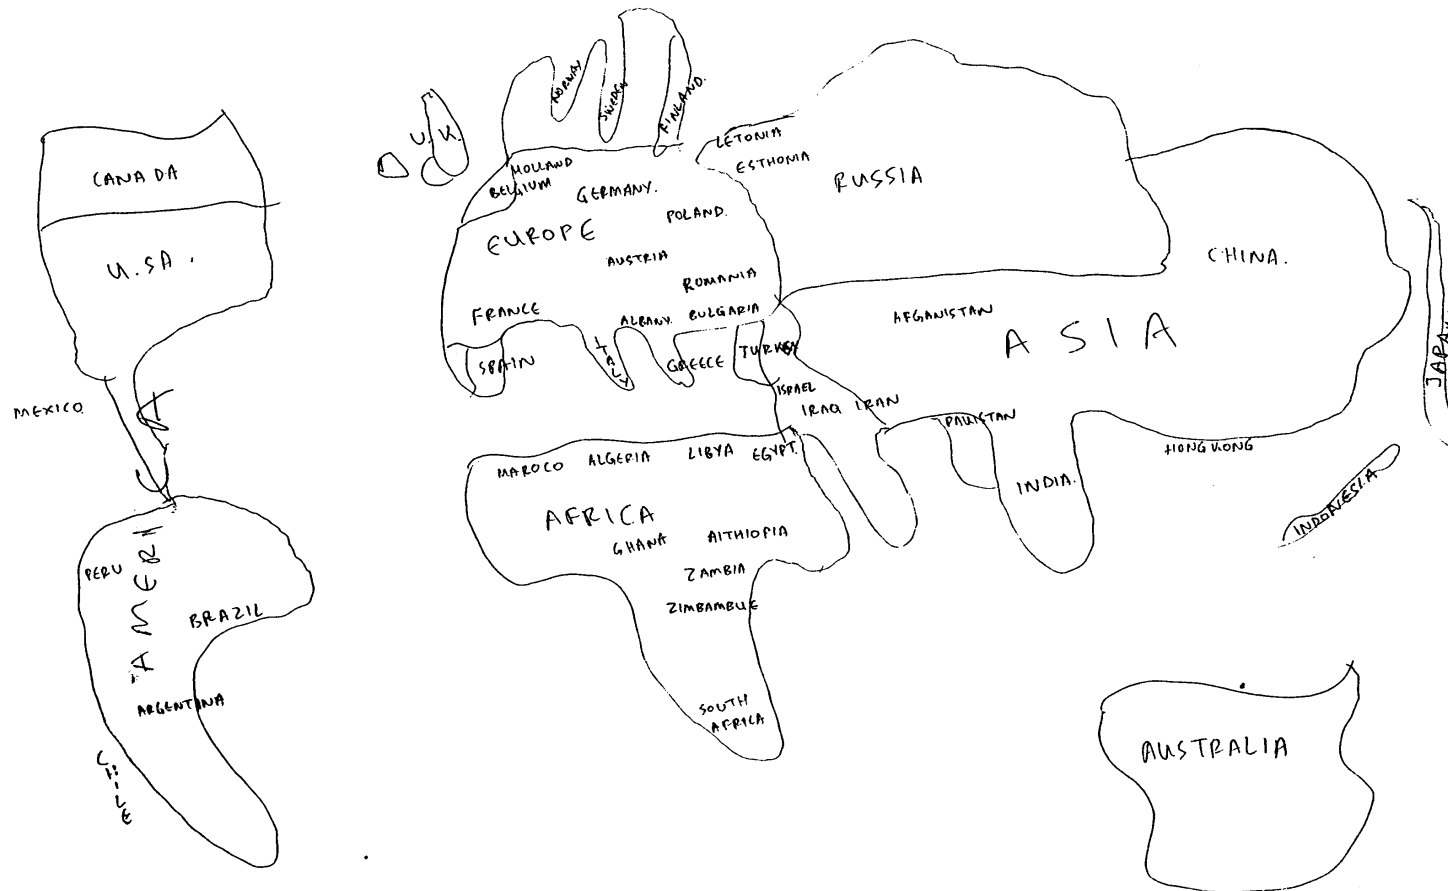 CANADA
U.SA.
MEXICO
AMERICA
PERU
BRAZIL
ARGENTINA
CHILE
U.K.
NORWAY
SWEDEN
FINLAND.
HOLLAND
BELGIUM
GERMANY.
POLAND.
EUROPE
AUSTRIA
ROMANIA
FRANCE
ALBANY.
BULGARIA
SPAIN
ITALY
GREECE
TURKEY
LETONIA
ESTHONIA
RUSSIA
CHINA.
AFGANISTAN
ASIA
JAPAN
ISRAEL
IRAQ
IRAN
PAKISTAN
INDIA.
HONG KONG
INDONESIA
MAROCO
ALGERIA
LIBYA
EGYPT.
AFRICA
GHANA
AITHIOPIA
ZAMBIA
ZIMBAMBUE
SOUTH
AFRICA
AUSTRALIA